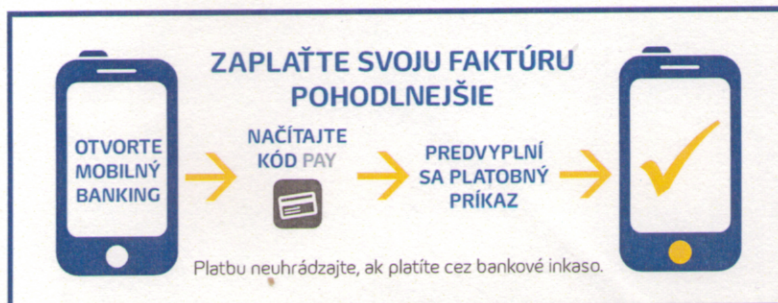 ZAPLAŤTE SVOJU FAKTÚRU
POHODLNEJŠIE
OTVORTE
MOBILNÝ
BANKING
NAČÍTAJTE
KÓD PAY
PREDVYPLNÍ
SA PLATOBNÝ
PRÍKAZ
Platbu neuhrádzajte, ak platíte cez bankové inkaso.